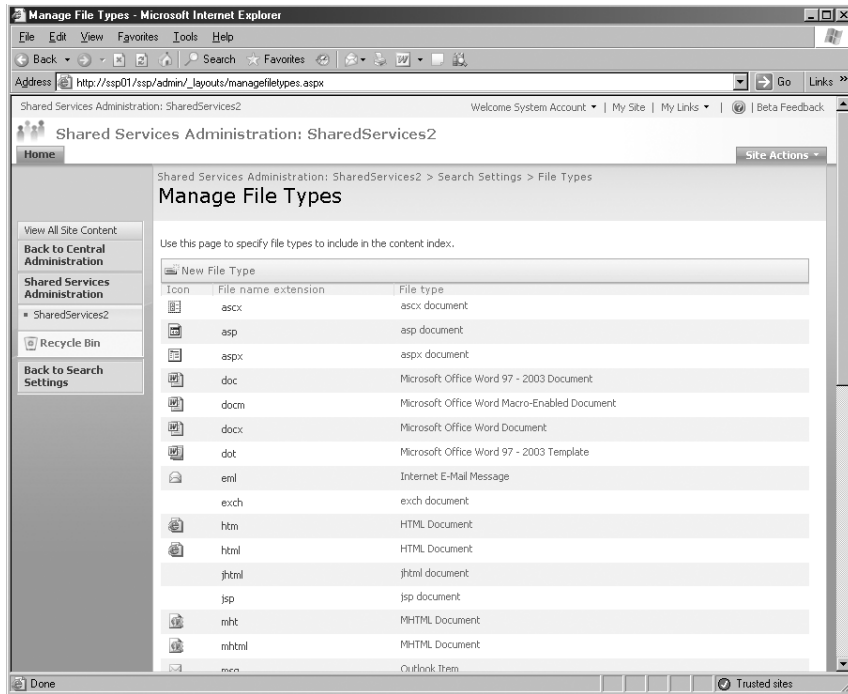 Manage File Types - Microsoft Internet Explorer
File Edit View Favorites Tools Help
Back Search Favorites
Address http://ssp01/ssp/admin/_layouts/managefiletypes.aspx Go Links »
Shared Services Administration: SharedServices2 Welcome System Account | My Site | My Links | Beta Feedback
Shared Services Administration: SharedServices2
Home Site Actions
Shared Services Administration: SharedServices2 > Search Settings > File Types
Manage File Types
View All Site Content
Back to Central
Administration
Shared Services
Administration
SharedServices2
Recycle Bin
Back to Search
Settings
Use this page to specify file types to include in the content index.
New File Type
Icon File name extension File type
ascx ascx document
asp asp document
aspx aspx document
doc Microsoft Office Word 97 - 2003 Document
docm Microsoft Office Word Macro-Enabled Document
docx Microsoft Office Word Document
dot Microsoft Office Word 97 - 2003 Template
eml Internet E-Mail Message
exch exch document
htm HTML Document
html HTML Document
jhtml jhtml document
jsp jsp document
mht MHTML Document
mhtml MHTML Document
msg Outlook Item
Done Trusted sites